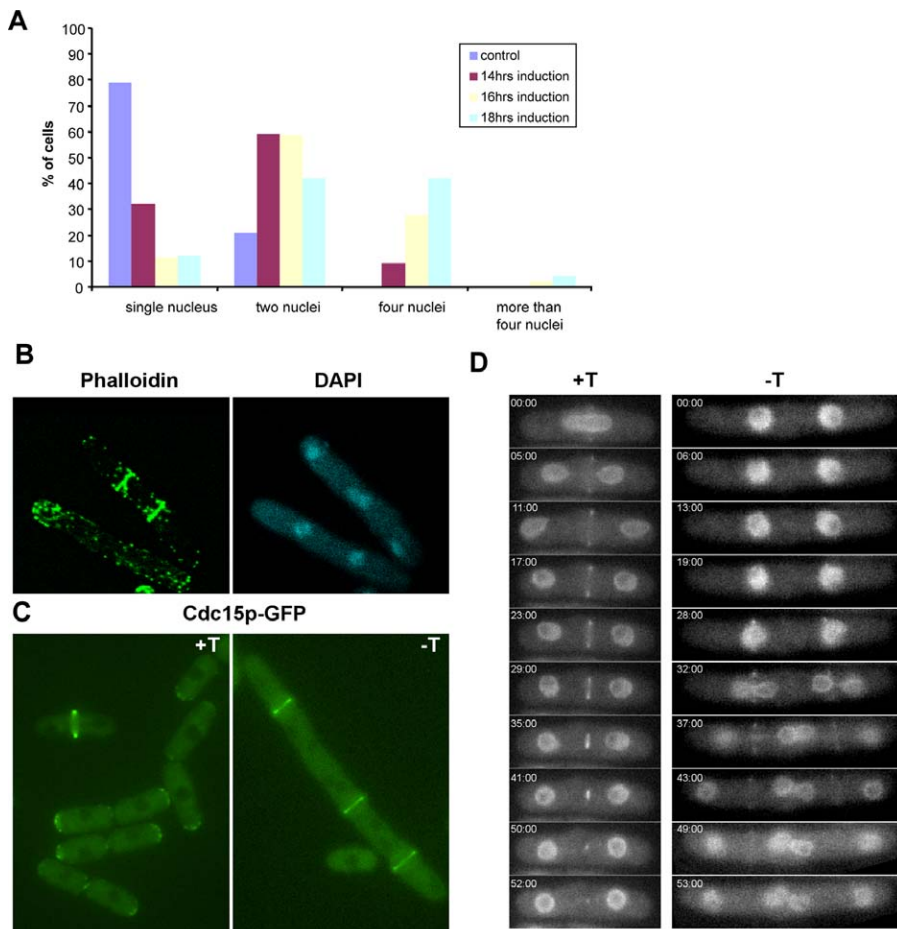 A
% of cells
100
90
80
70
60
50
40
30
20
10
0
single nucleus
two nuclei
four nuclei
more than
four nuclei
control
14hrs induction
16hrs induction
18hrs induction
B
Phalloidin
DAPI
C
Cdc15p-GFP
+T
-T
D
+T
-T
00:00
05:00
11:00
17:00
23:00
29:00
35:00
41:00
50:00
52:00
00:00
06:00
13:00
19:00
28:00
32:00
37:00
43:00
49:00
53:00